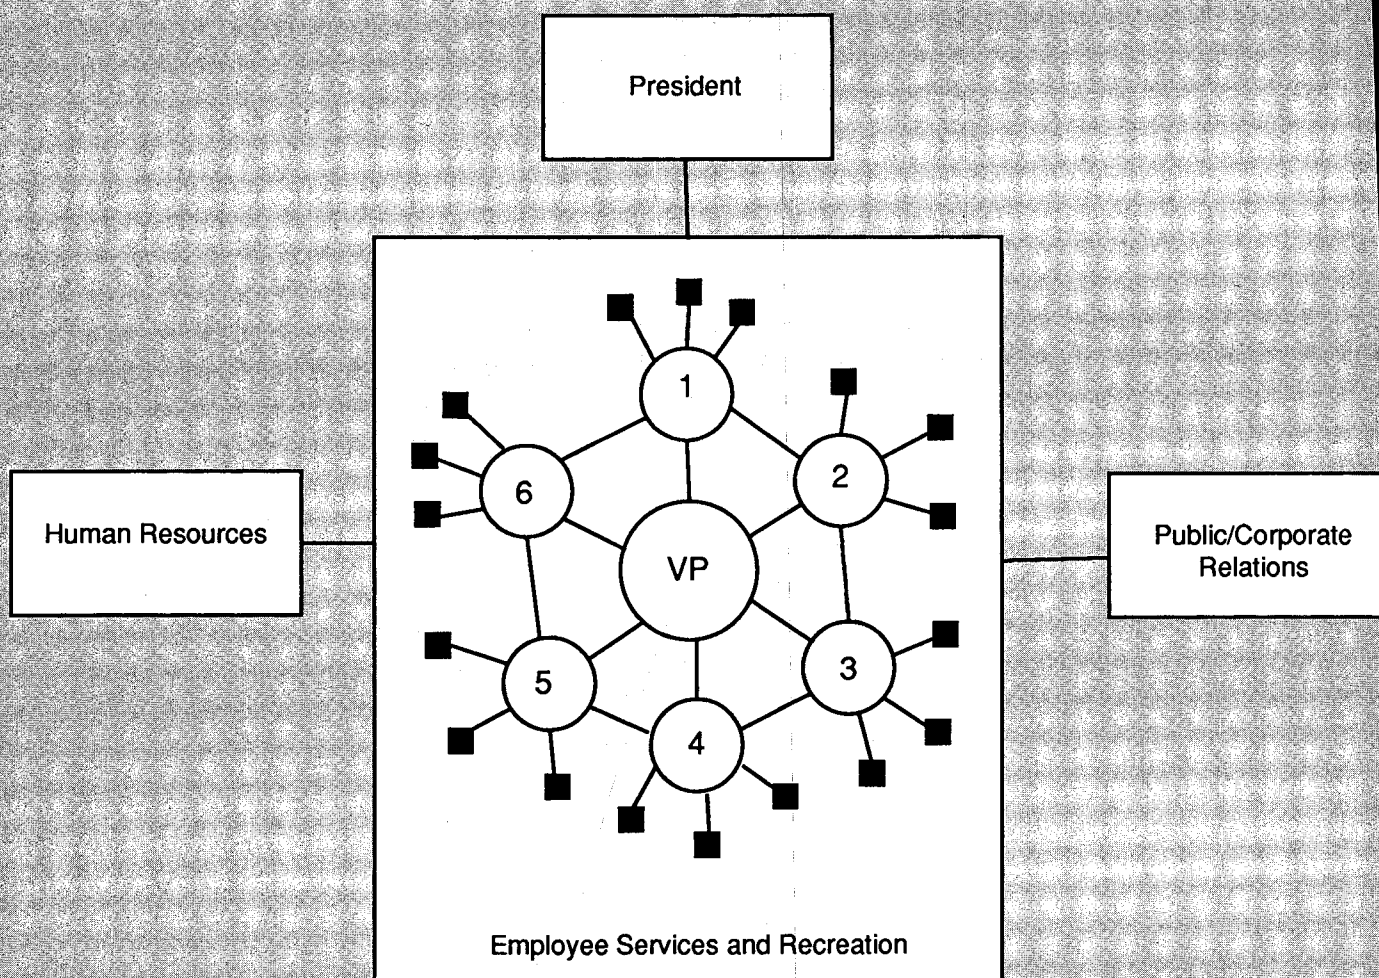 President
1
2
6
Human Resources
VP
Public/Corporate
Relations
3
5
4
Employee Services and Recreation